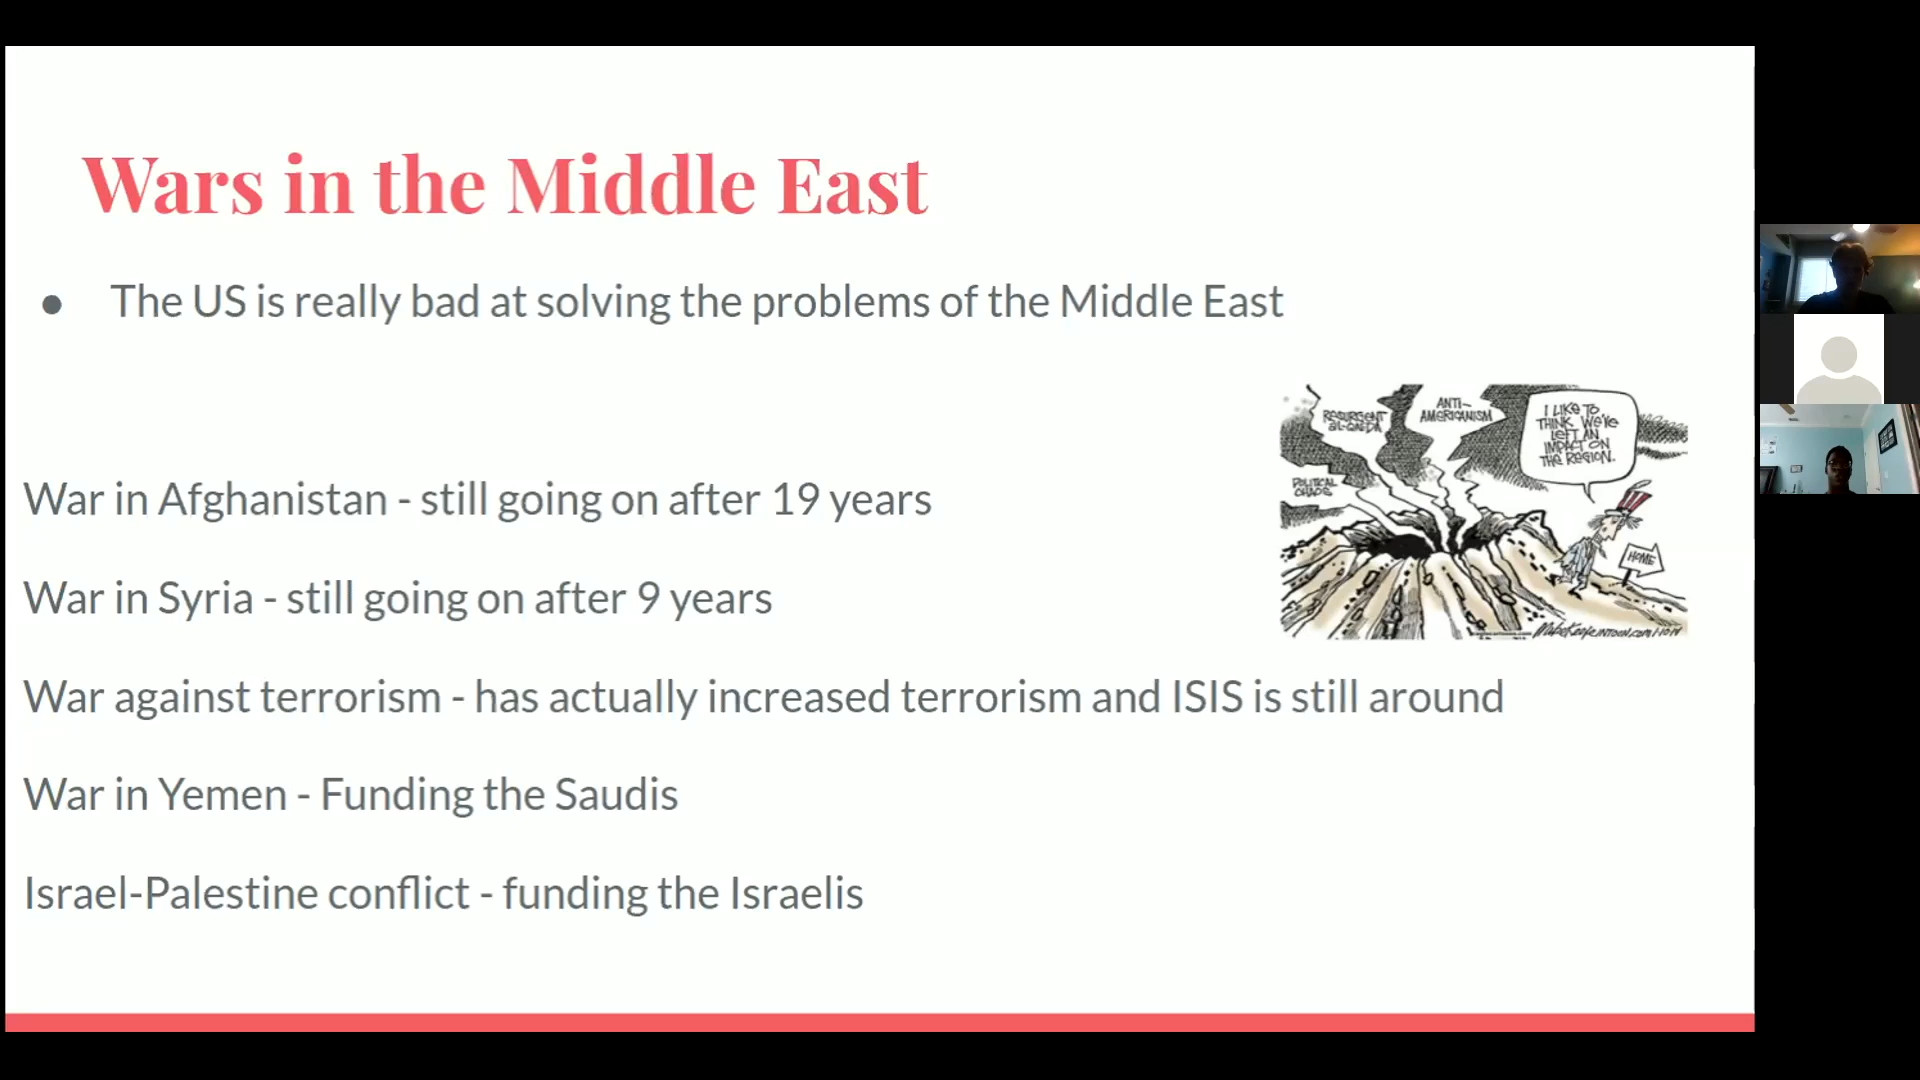 Wars in the Middle East
● The US is really bad at solving the problems of the Middle East
RESURGENT
al-QAEDA
ANTI-
AMERICANISM
I LIKE TO
THINK WE'VE
LEFT AN
IMPACT ON
THE REGION.
POLITICAL
CHAOS
HOME
War in Afghanistan - still going on after 19 years
War in Syria - still going on after 9 years
War against terrorism - has actually increased terrorism and ISIS is still around
War in Yemen - Funding the Saudis
Israel-Palestine conflict - funding the Israelis